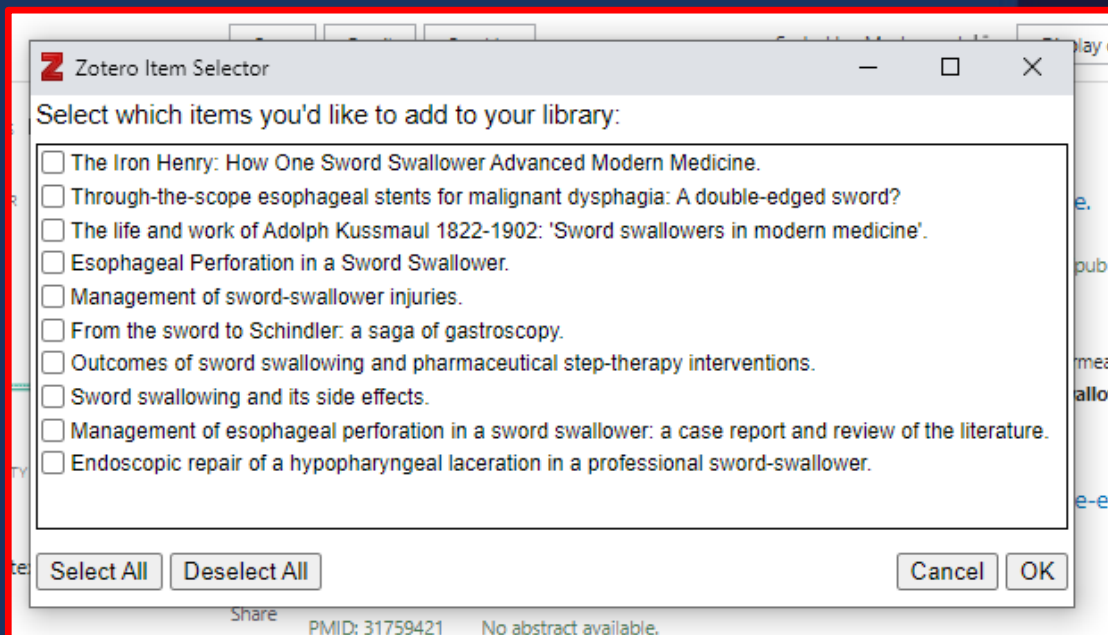 Zotero Item Selector
Select which items you'd like to add to your library:
The Iron Henry: How One Sword Swallower Advanced Modern Medicine.
Through-the-scope esophageal stents for malignant dysphagia: A double-edged sword?
The life and work of Adolph Kussmaul 1822-1902: 'Sword swallowers in modern medicine'.
Esophageal Perforation in a Sword Swallower.
Management of sword-swallower injuries.
From the sword to Schindler: a saga of gastroscopy.
Outcomes of sword swallowing and pharmaceutical step-therapy interventions.
Sword swallowing and its side effects.
Management of esophageal perforation in a sword swallower: a case report and review of the literature.
Endoscopic repair of a hypopharyngeal laceration in a professional sword-swallower.
Select All Deselect All Cancel OK
Share
PMID: 31759421 No abstract available.